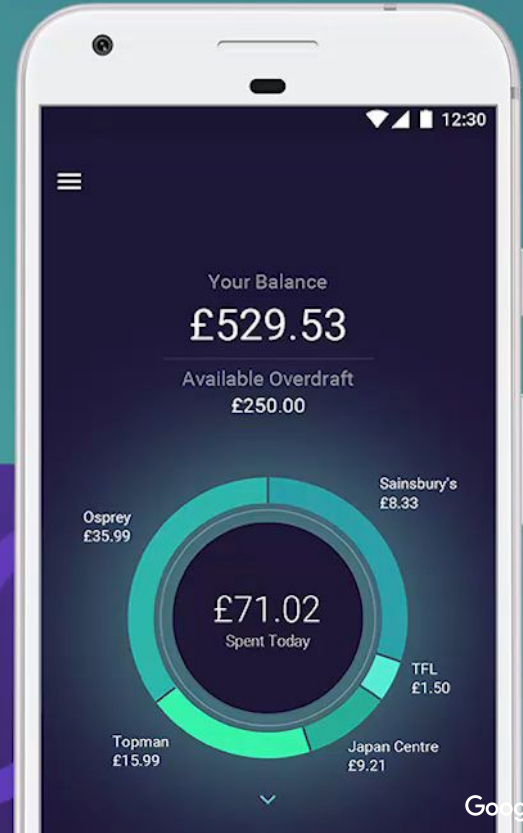 12:30
Your Balance
£529.53
Available Overdraft
£250.00
Sainsbury's
£8.33
Osprey
£35.99
£71.02
Spent Today
TFL
£1.50
Topman
£15.99
Japan Centre
£9.21
Goog